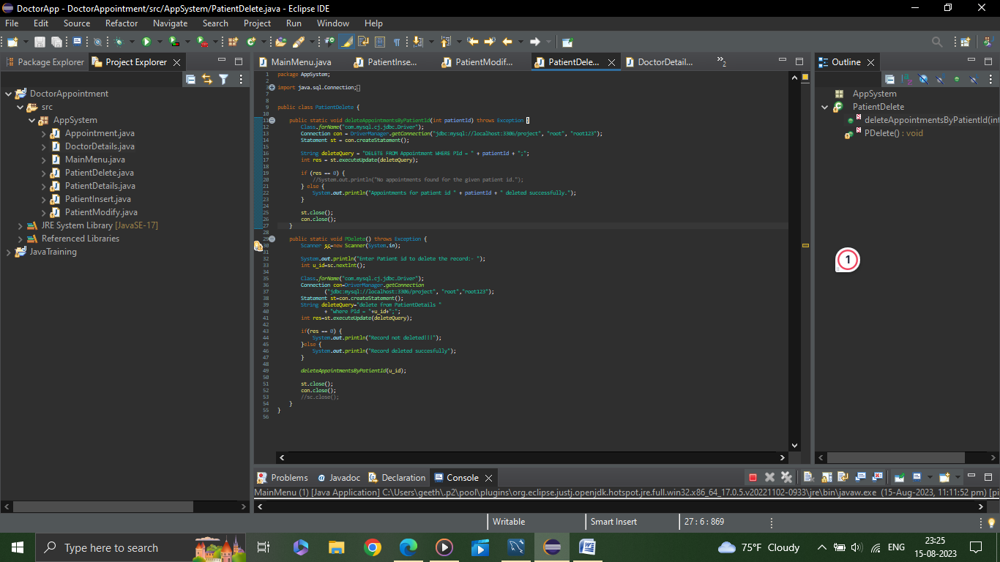 DoctorApp - DoctorAppointment/src/AppSystem/PatientDelete.java - Eclipse IDE
File Edit Source Refactor Navigate Search Project Run Window Help
Package Explorer Project Explorer
MainMenu.java PatientInse... PatientModif... PatientDele... DoctorDetail... »2
Outline
DoctorAppointment
src
AppSystem
Appointment.java
DoctorDetails.java
MainMenu.java
PatientDelete.java
PatientDetails.java
PatientInsert.java
PatientModify.java
JRE System Library [JavaSE-17]
Referenced Libraries
JavaTraining
1 package AppSystem;
2
3 import java.sql.Connection;
7
8
9 public class PatientDelete {
10
11 public static void deleteAppointmentsByPatientId(int patientId) throws Exception {
12 Class.forName("com.mysql.cj.jdbc.Driver");
13 Connection con = DriverManager.getConnection("jdbc:mysql://localhost:3306/project", "root", "root123");
14 Statement st = con.createStatement();
15
16 String deleteQuery = "DELETE FROM Appointment WHERE PId = " + patientId + ";";
17 int res = st.executeUpdate(deleteQuery);
18
19 if (res == 0) {
20 //System.out.println("No appointments found for the given patient id.");
21 } else {
22 System.out.println("Appointments for patient id " + patientId + " deleted successfully.");
23 }
24
25 st.close();
26 con.close();
27 }
28
29 public static void PDelete() throws Exception {
30 Scanner sc=new Scanner(System.in);
31
32 System.out.println("Enter Patient id to delete the record:- ");
33 int u_id=sc.nextInt();
34
35 Class.forName("com.mysql.cj.jdbc.Driver");
36 Connection con=DriverManager.getConnection
37 ("jdbc:mysql://localhost:3306/project", "root","root123");
38 Statement st=con.createStatement();
39 String deleteQuery="delete from PatientDetails "
40 + "where PId = "+u_id+";";
41 int res=st.executeUpdate(deleteQuery);
42
43 if(res == 0) {
44 System.out.println("Record not deleted!!!");
45 }else {
46 System.out.println("Record deleted succesfully");
47 }
48
49 deleteAppointmentsByPatientId(u_id);
50
51 st.close();
52 con.close();
53 //sc.close();
54 }
55 }
56
AppSystem
PatientDelete
deleteAppointmentsByPatientId(int
PDelete() : void
1
Problems Javadoc Declaration Console
MainMenu (1) [Java Application] C:\Users\geeth\.p2\pool\plugins\org.eclipse.justj.openjdk.hotspot.jre.full.win32.x86_64_17.0.5.v20221102-0933\jre\bin\javaw.exe (15-Aug-2023, 11:11:52 pm) [pi
Writable Smart Insert 27 : 6 : 869
Type here to search
75°F Cloudy
ENG
23:25
15-08-2023